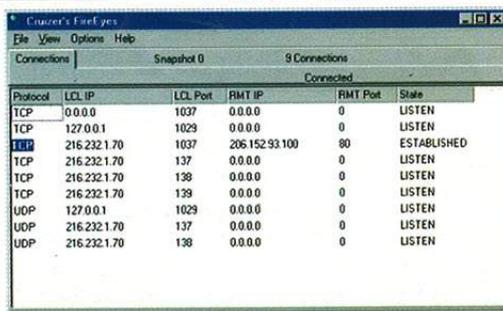 Cruizer's FireEyes
File View Options Help
Connections Snapshot 0 9 Connections
Connected
Protocol LCL IP LCL Port RMT IP RMT Port State
TCP 0.0.0.0 1037 0.0.0.0 0 LISTEN
TCP 127.0.0.1 1029 0.0.0.0 0 LISTEN
TCP 216.232.1.70 1037 206.152.93.100 80 ESTABLISHED
TCP 216.232.1.70 137 0.0.0.0 0 LISTEN
TCP 216.232.1.70 138 0.0.0.0 0 LISTEN
TCP 216.232.1.70 139 0.0.0.0 0 LISTEN
UDP 127.0.0.1 1029 0.0.0.0 0 LISTEN
UDP 216.232.1.70 137 0.0.0.0 0 LISTEN
UDP 216.232.1.70 138 0.0.0.0 0 LISTEN